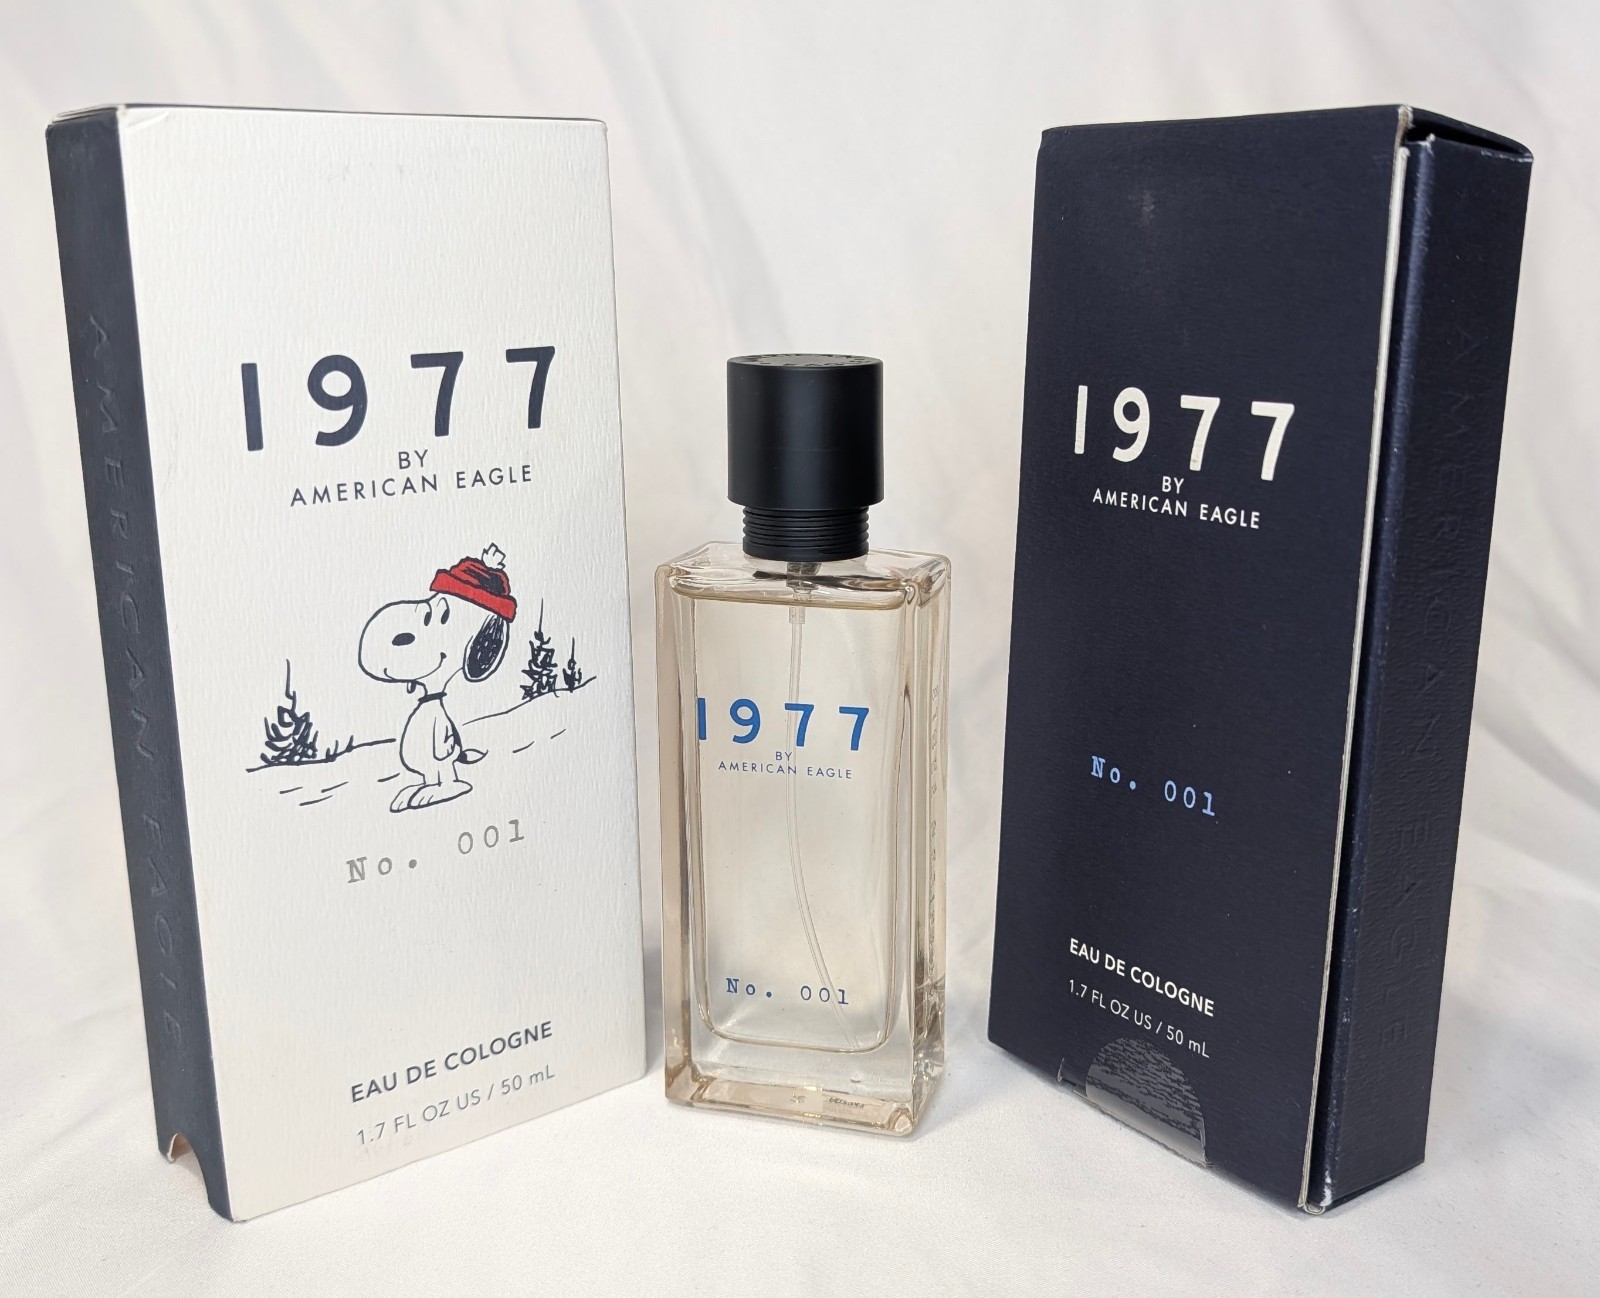 AMERICAN EAGLE
1977
BY
AMERICAN EAGLE
No. 001
EAU DE COLOGNE
1.7 FL OZ US / 50 mL
1977
BY
AMERICAN EAGLE
No. 001
1977
BY
AMERICAN EAGLE
No. 001
EAU DE COLOGNE
1.7 FL OZ US / 50 mL
AMERICAN EAGLE